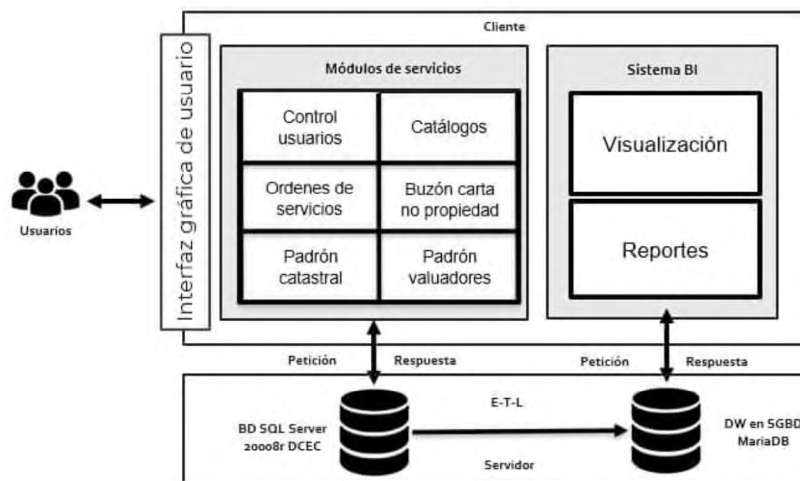 Cliente
Interfaz gráfica de usuario
Módulos de servicios
Sistema BI
Control
usuarios
Catálogos
Ordenes de
servicios
Buzón carta
no propiedad
Padrón
catastral
Padrón
valuadores
Visualización
Reportes
Usuarios
Petición
Respuesta
Petición
Respuesta
E-T-L
BD SQL Server
20008r DCEC
DW en SGBD
MariaDB
Servidor